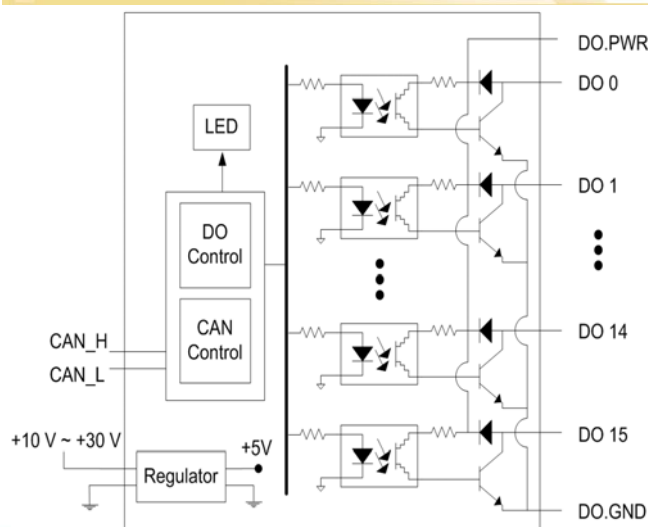 DO.PWR
DO 0
LED
DO 1
DO
Control
CAN
Control
CAN_H
CAN_L
DO 14
+10 V ~ +30 V
+5V
Regulator
DO 15
DO.GND